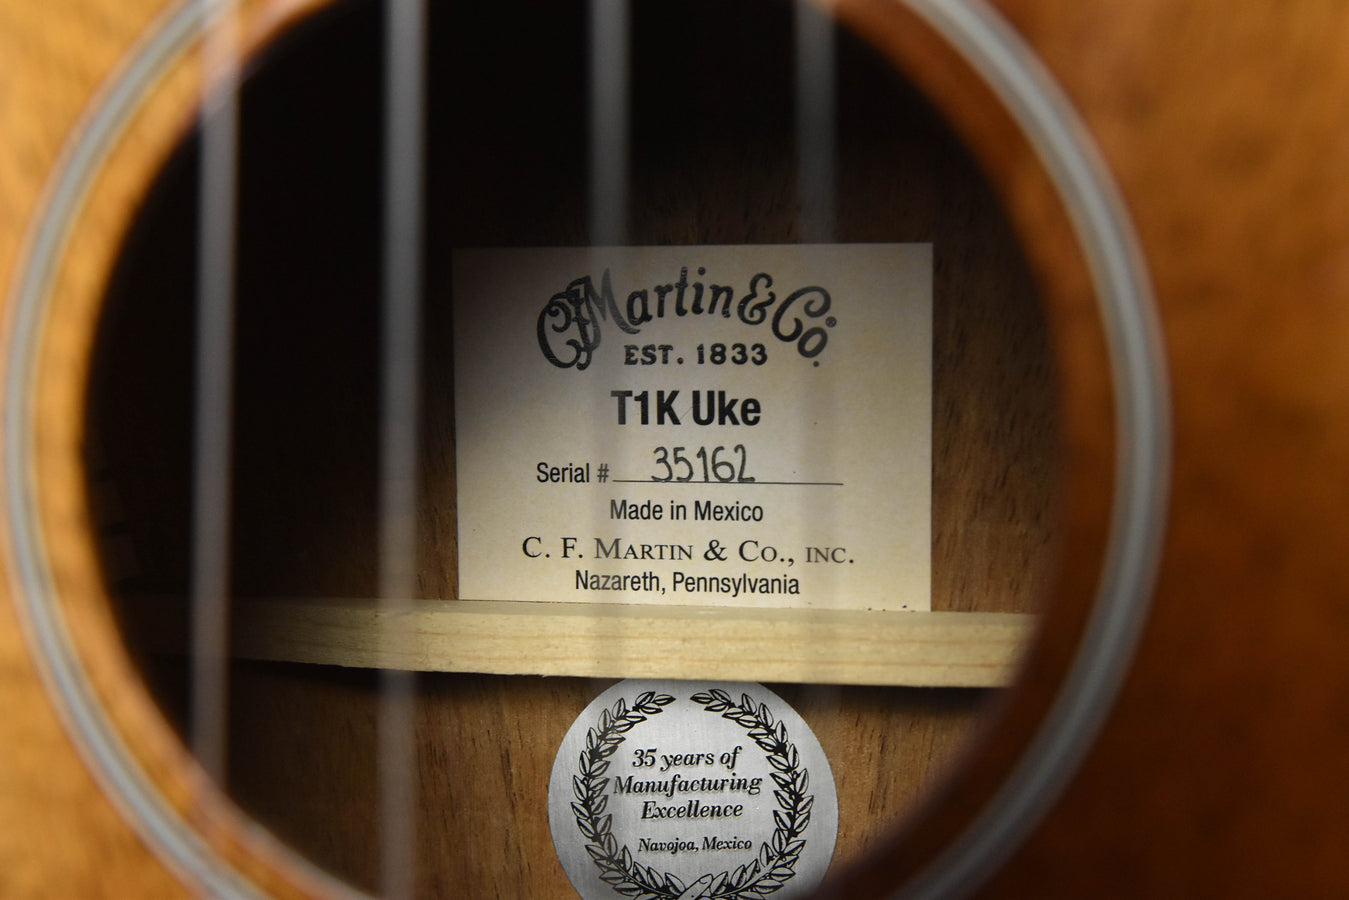 CFMartin & Co.
EST. 1833
T1K Uke
Serial # 35162
Made in Mexico
C. F. MARTIN & CO., INC.
Nazareth, Pennsylvania
35 years of
Manufacturing
Excellence
Navojoa, Mexico